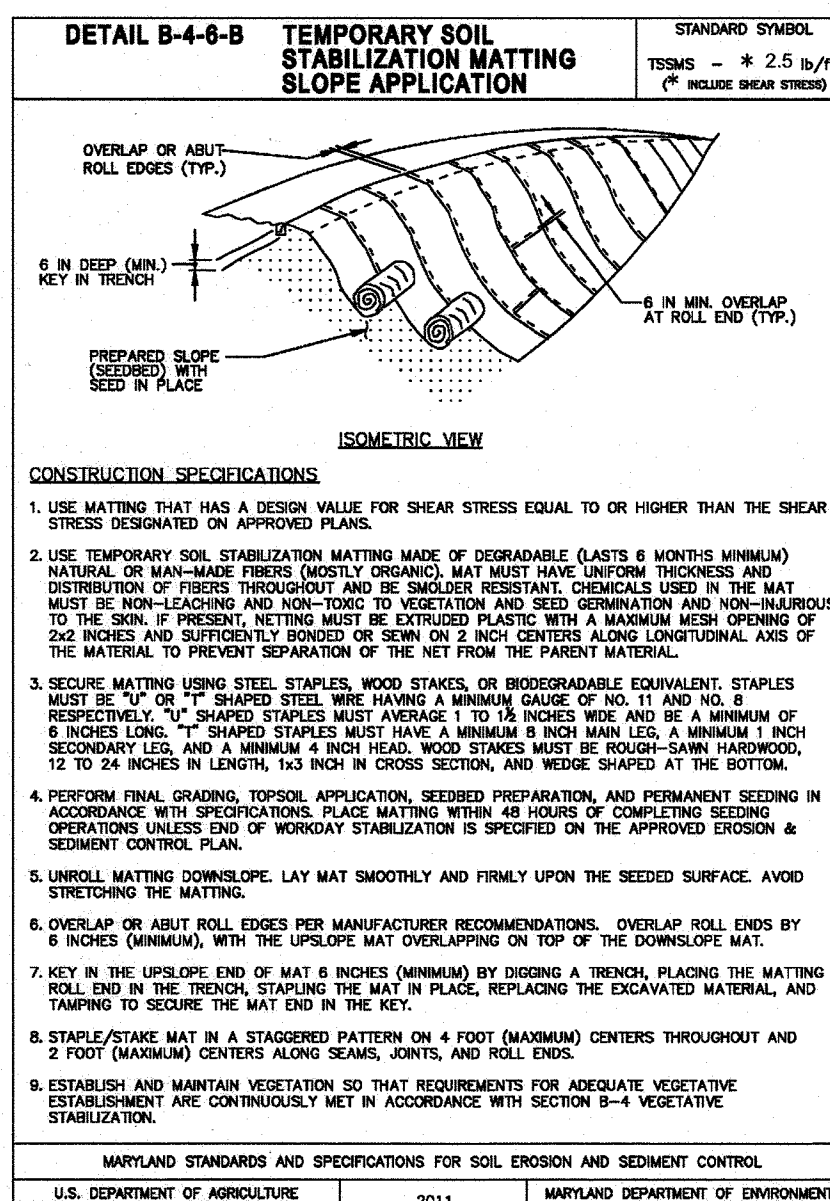 DETAIL B-4-6-B TEMPORARY SOIL
STABILIZATION MATTING
SLOPE APPLICATION
STANDARD SYMBOL
TSSMS - * 2.5 lb/f
(* INCLUDE SHEAR STRESS)
OVERLAP OR ABUT
ROLL EDGES (TYP.)
6 IN DEEP (MIN.)
KEY IN TRENCH
6 IN MIN. OVERLAP
AT ROLL END (TYP.)
PREPARED SLOPE
(SEEDBED) WITH
SEED IN PLACE
ISOMETRIC VIEW
CONSTRUCTION SPECIFICATIONS
1. USE MATTING THAT HAS A DESIGN VALUE FOR SHEAR STRESS EQUAL TO OR HIGHER THAN THE SHEAR
STRESS DESIGNATED ON APPROVED PLANS.
2. USE TEMPORARY SOIL STABILIZATION MATTING MADE OF DEGRADABLE (LASTS 6 MONTHS MINIMUM)
NATURAL OR MAN-MADE FIBERS (MOSTLY ORGANIC). MAT MUST HAVE UNIFORM THICKNESS AND
DISTRIBUTION OF FIBERS THROUGHOUT AND BE SMOLDER RESISTANT. CHEMICALS USED IN THE MAT
MUST BE NON-LEACHING AND NON-TOXIC TO VEGETATION AND SEED GERMINATION AND NON-INJURIOUS
TO THE SKIN. IF PRESENT, NETTING MUST BE EXTRUDED PLASTIC WITH A MAXIMUM MESH OPENING OF
2x2 INCHES AND SUFFICIENTLY BONDED OR SEWN ON 2 INCH CENTERS ALONG LONGITUDINAL AXIS OF
THE MATERIAL TO PREVENT SEPARATION OF THE NET FROM THE PARENT MATERIAL.
3. SECURE MATTING USING STEEL STAPLES, WOOD STAKES, OR BIODEGRADABLE EQUIVALENT. STAPLES
MUST BE "U" OR "T" SHAPED STEEL WIRE HAVING A MINIMUM GAUGE OF NO. 11 AND NO. 8
RESPECTIVELY. "U" SHAPED STAPLES MUST AVERAGE 1 TO 1½ INCHES WIDE AND BE A MINIMUM OF
6 INCHES LONG. "T" SHAPED STAPLES MUST HAVE A MINIMUM 8 INCH MAIN LEG, A MINIMUM 1 INCH
SECONDARY LEG, AND A MINIMUM 4 INCH HEAD. WOOD STAKES MUST BE ROUGH-SAWN HARDWOOD,
12 TO 24 INCHES IN LENGTH, 1x3 INCH IN CROSS SECTION, AND WEDGE SHAPED AT THE BOTTOM.
4. PERFORM FINAL GRADING, TOPSOIL APPLICATION, SEEDBED PREPARATION, AND PERMANENT SEEDING IN
ACCORDANCE WITH SPECIFICATIONS. PLACE MATTING WITHIN 48 HOURS OF COMPLETING SEEDING
OPERATIONS UNLESS END OF WORKDAY STABILIZATION IS SPECIFIED ON THE APPROVED EROSION &
SEDIMENT CONTROL PLAN.
5. UNROLL MATTING DOWNSLOPE. LAY MAT SMOOTHLY AND FIRMLY UPON THE SEEDED SURFACE. AVOID
STRETCHING THE MATTING.
6. OVERLAP OR ABUT ROLL EDGES PER MANUFACTURER RECOMMENDATIONS. OVERLAP ROLL ENDS BY
6 INCHES (MINIMUM), WITH THE UPSLOPE MAT OVERLAPPING ON TOP OF THE DOWNSLOPE MAT.
7. KEY IN THE UPSLOPE END OF MAT 6 INCHES (MINIMUM) BY DIGGING A TRENCH, PLACING THE MATTING
ROLL END IN THE TRENCH, STAPLING THE MAT IN PLACE, REPLACING THE EXCAVATED MATERIAL, AND
TAMPING TO SECURE THE MAT END IN THE KEY.
8. STAPLE/STAKE MAT IN A STAGGERED PATTERN ON 4 FOOT (MAXIMUM) CENTERS THROUGHOUT AND
2 FOOT (MAXIMUM) CENTERS ALONG SEAMS, JOINTS, AND ROLL ENDS.
9. ESTABLISH AND MAINTAIN VEGETATION SO THAT REQUIREMENTS FOR ADEQUATE VEGETATIVE
ESTABLISHMENT ARE CONTINUOUSLY MET IN ACCORDANCE WITH SECTION B-4 VEGETATIVE
STABILIZATION.
MARYLAND STANDARDS AND SPECIFICATIONS FOR SOIL EROSION AND SEDIMENT CONTROL
U.S. DEPARTMENT OF AGRICULTURE
2011
MARYLAND DEPARTMENT OF ENVIRONMENT